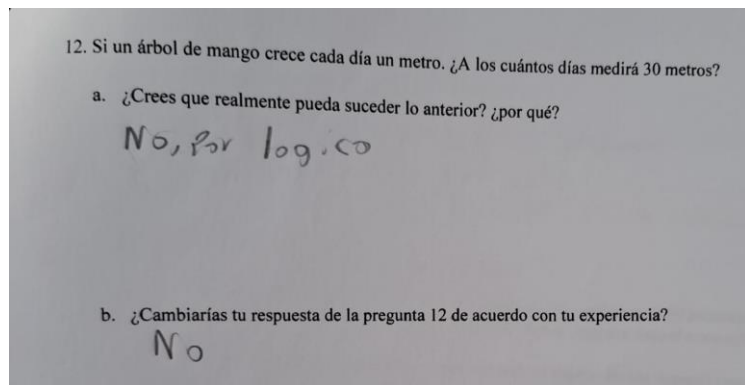 12. Si un árbol de mango crece cada día un metro. ¿A los cuántos días medirá 30 metros?
a. ¿Crees que realmente pueda suceder lo anterior? ¿por qué?
No, Por logico
b. ¿Cambiarías tu respuesta de la pregunta 12 de acuerdo con tu experiencia?
No